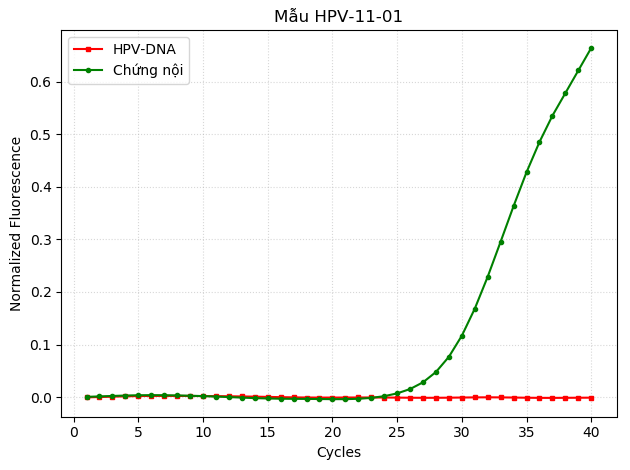 Mẫu HPV-11-01
HPV-DNA
Chứng nội
Normalized Fluorescence
0.6
0.5
0.4
0.3
0.2
0.1
0.0
0 5 10 15 20 25 30 35 40
Cycles